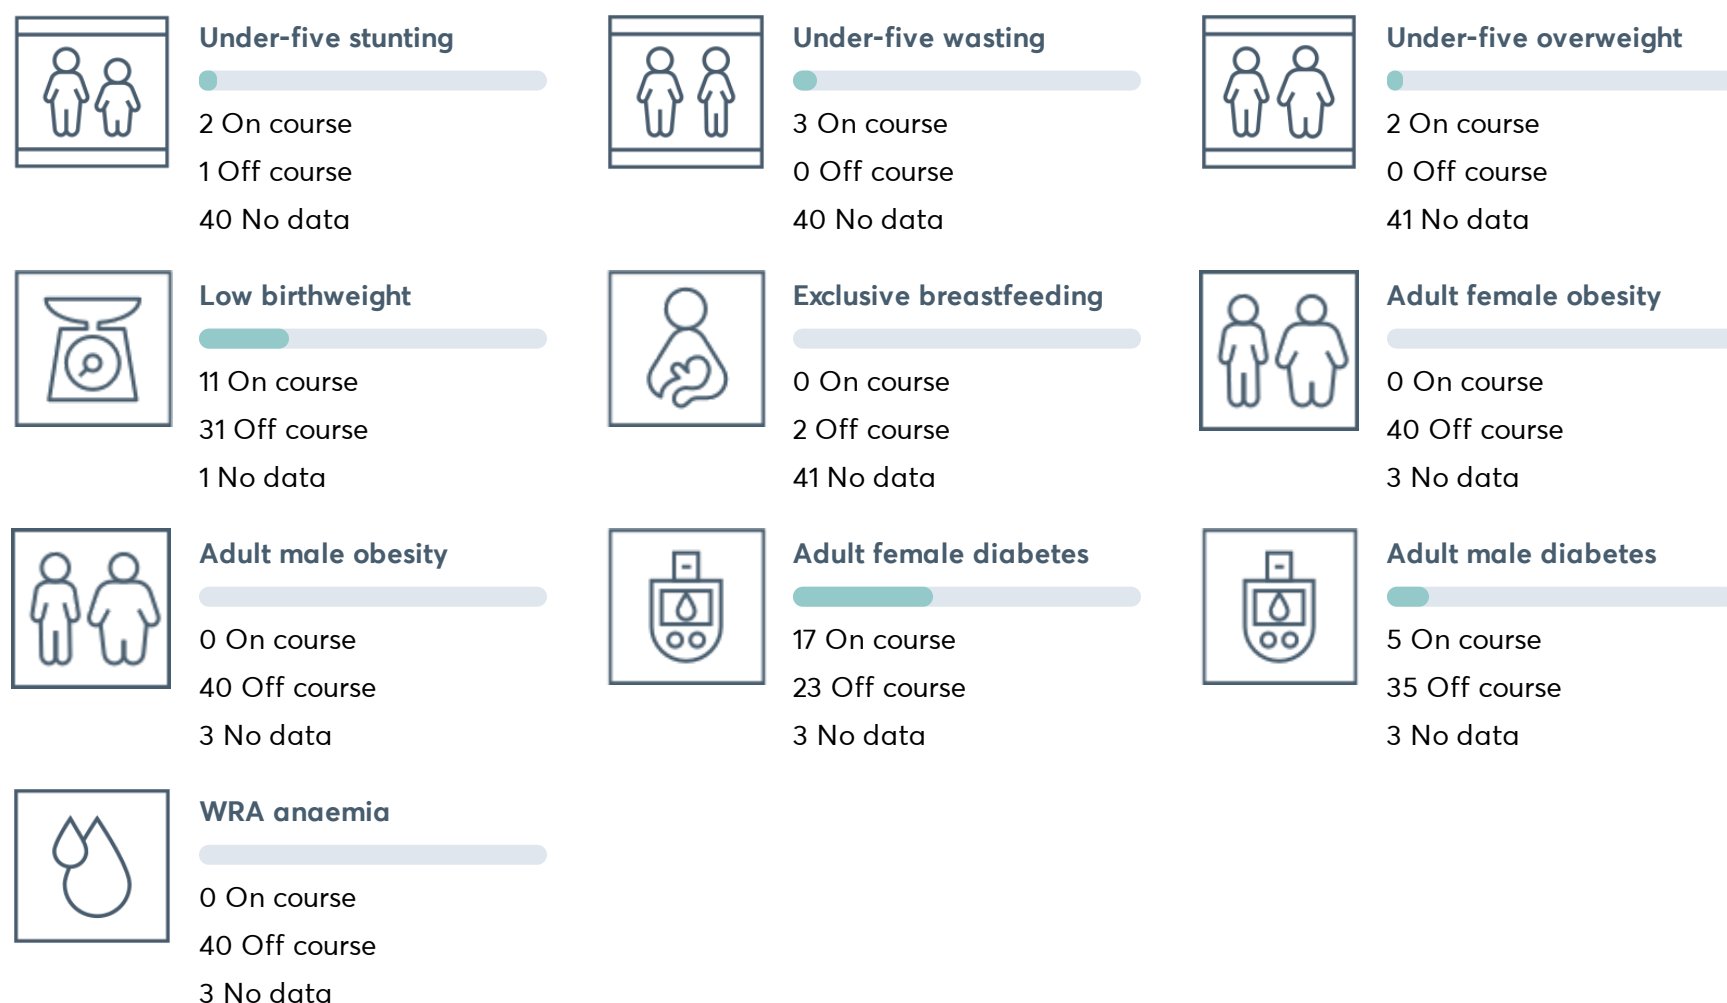 Under-five stunting
2 On course
1 Off course
40 No data
Under-five wasting
3 On course
0 Off course
40 No data
Under-five overweight
2 On course
0 Off course
41 No data
Low birthweight
11 On course
31 Off course
1 No data
Exclusive breastfeeding
0 On course
2 Off course
41 No data
Adult female obesity
0 On course
40 Off course
3 No data
Adult male obesity
0 On course
40 Off course
3 No data
Adult female diabetes
17 On course
23 Off course
3 No data
Adult male diabetes
5 On course
35 Off course
3 No data
WRA anaemia
0 On course
40 Off course
3 No data